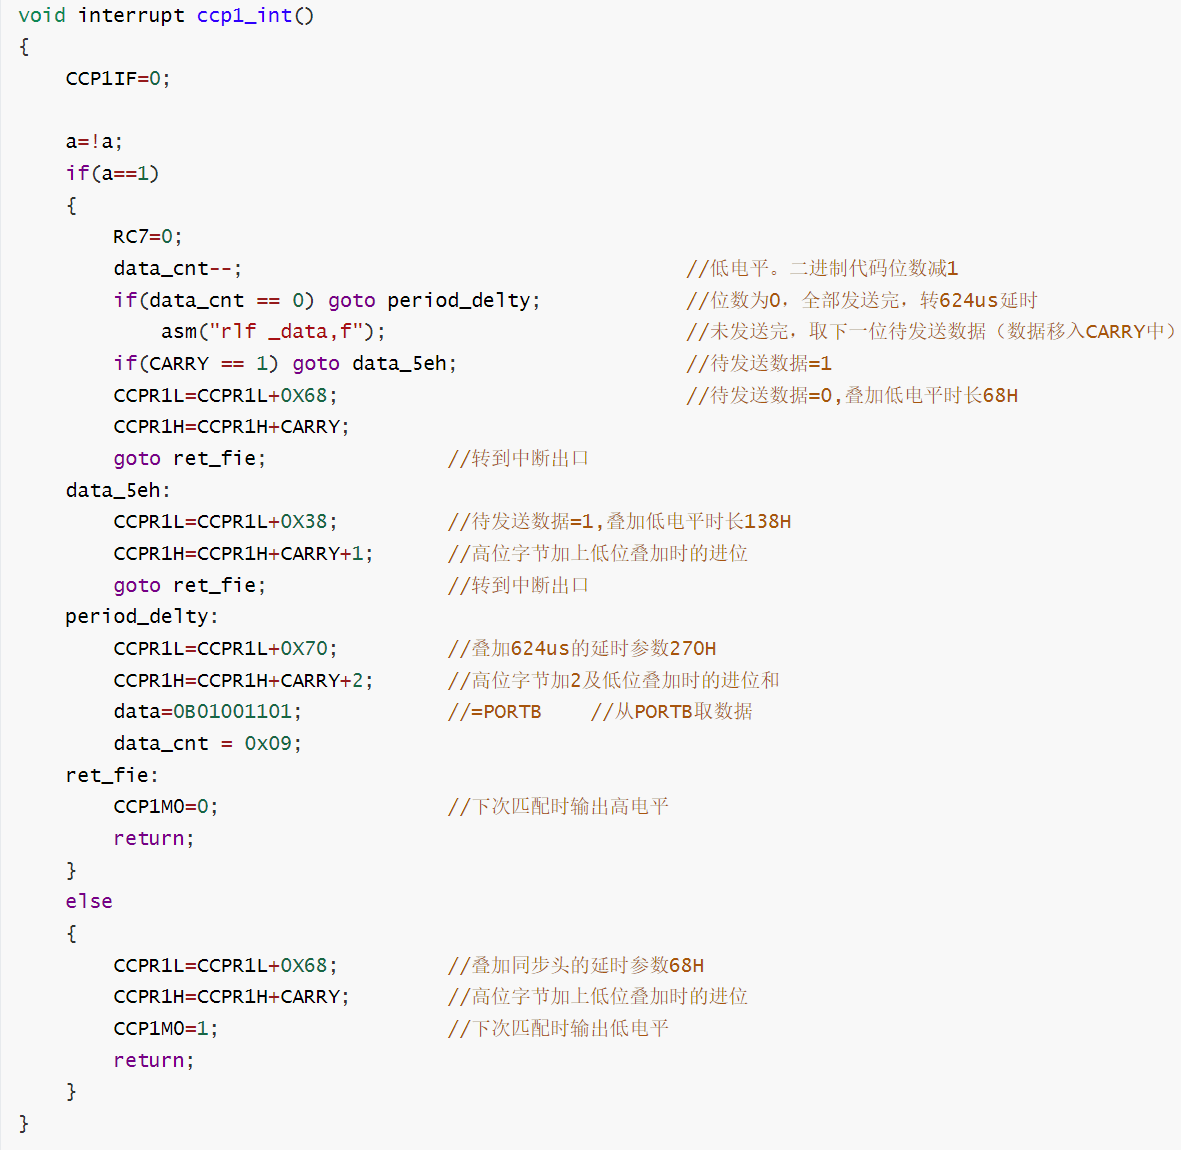 void interrupt ccp1_int()
{
    CCP1IF=0;

    a=!a;
    if(a==1)
    {
        RC7=0;
        data_cnt--;                                     //低电平。二进制代码位数减1
        if(data_cnt == 0) goto period_delty;            //位数为0，全部发送完，转624us延时
            asm("rlf _data,f");                         //未发送完，取下一位待发送数据（数据移入CARRY中）
        if(CARRY == 1) goto data_5eh;                   //待发送数据=1
        CCPR1L=CCPR1L+0X68;                             //待发送数据=0,叠加低电平时长68H
        CCPR1H=CCPR1H+CARRY;
        goto ret_fie;               //转到中断出口
    data_5eh:
        CCPR1L=CCPR1L+0X38;         //待发送数据=1,叠加低电平时长138H
        CCPR1H=CCPR1H+CARRY+1;      //高位字节加上低位叠加时的进位
        goto ret_fie;               //转到中断出口
    period_delty:
        CCPR1L=CCPR1L+0X70;         //叠加624us的延时参数270H
        CCPR1H=CCPR1H+CARRY+2;      //高位字节加2及低位叠加时的进位和
        data=0B01001101;            //=PORTB    //从PORTB取数据
        data_cnt = 0x09;
    ret_fie:
        CCP1M0=0;                   //下次匹配时输出高电平
        return;
    }
    else
    {
        CCPR1L=CCPR1L+0X68;         //叠加同步头的延时参数68H
        CCPR1H=CCPR1H+CARRY;        //高位字节加上低位叠加时的进位
        CCP1M0=1;                   //下次匹配时输出低电平
        return;
    }
}